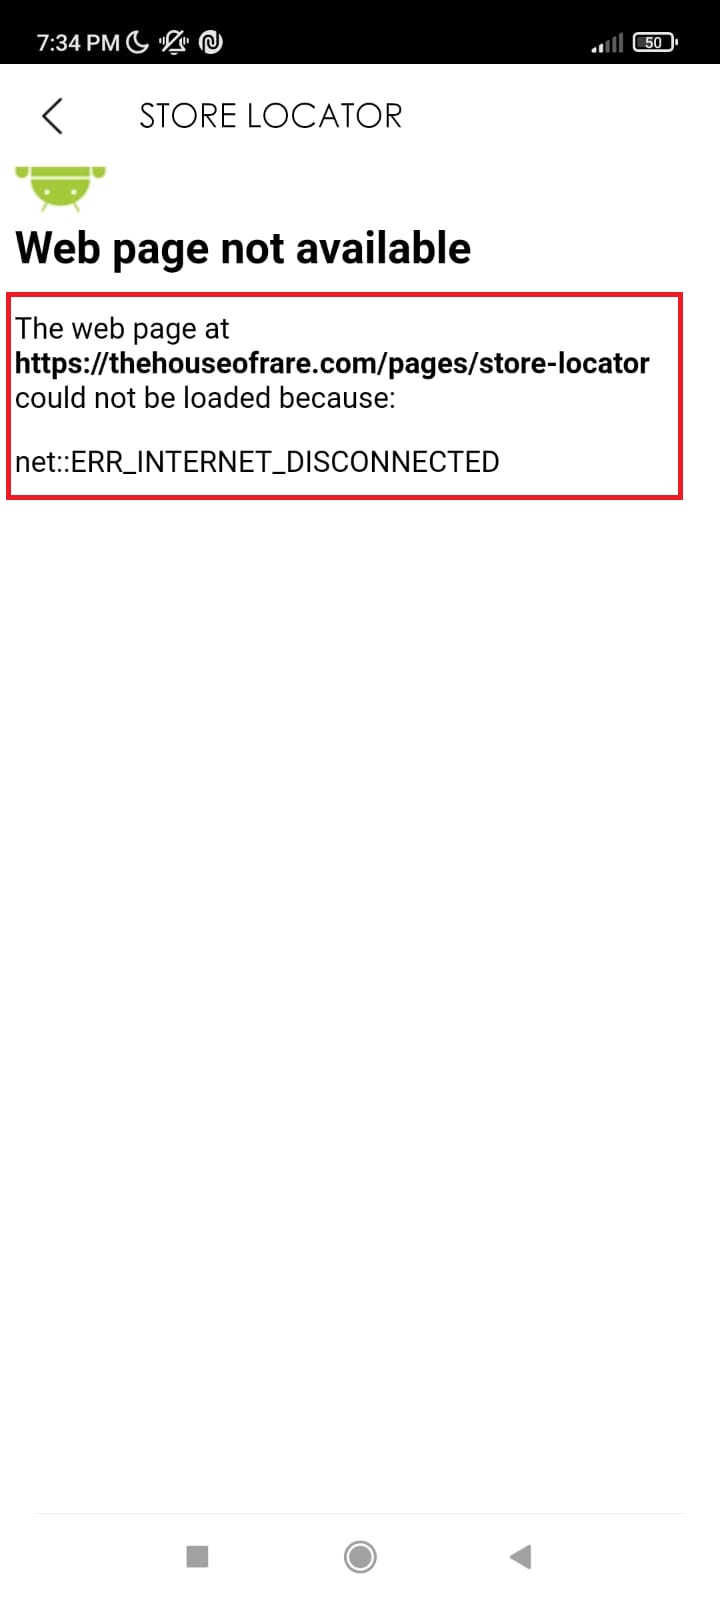 7:34 PM
50
STORE LOCATOR
Web page not available
The web page at
https://thehouseofrare.com/pages/store-locator
could not be loaded because:
net::ERR_INTERNET_DISCONNECTED